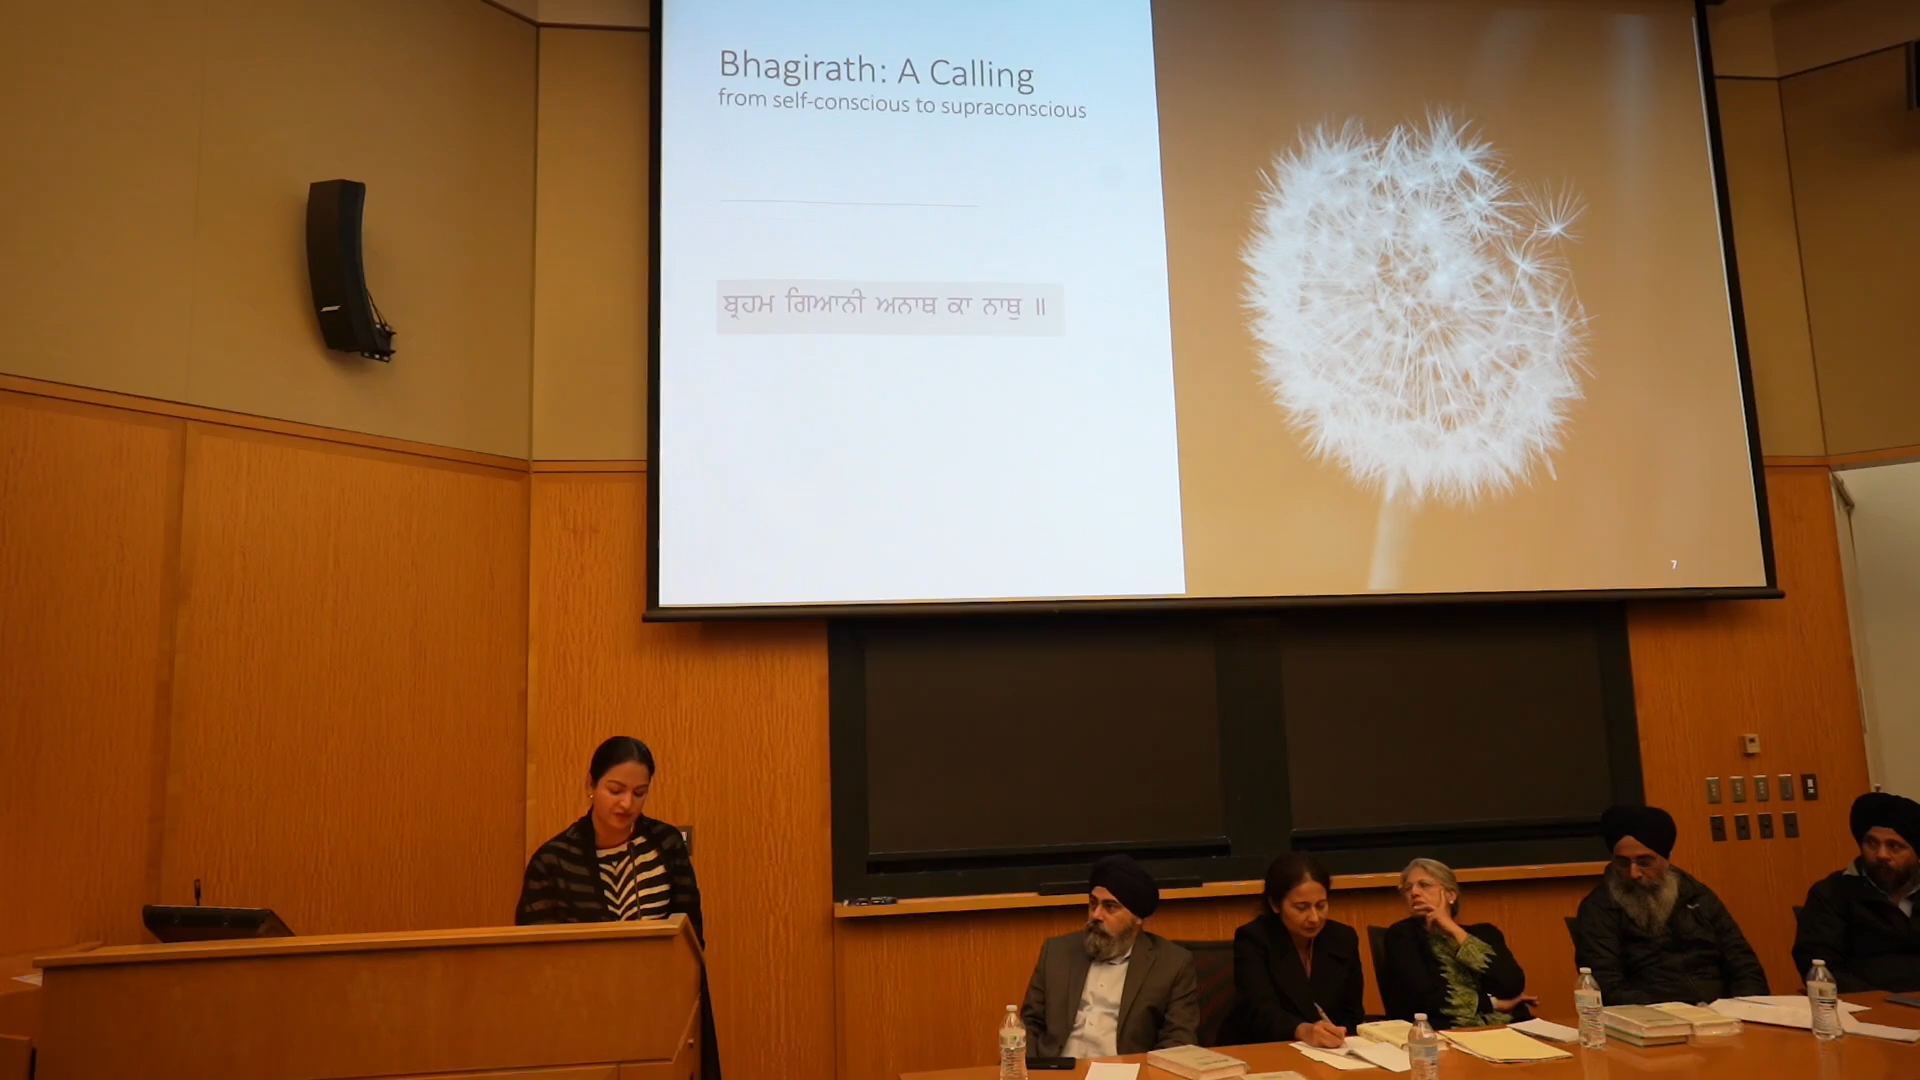 Bhagirath: A Calling
from self-conscious to supraconscious
ਬ੍ਰਹਮ ਗਿਆਨੀ ਅਨਾਥ ਕਾ ਨਾਥੁ ॥
7